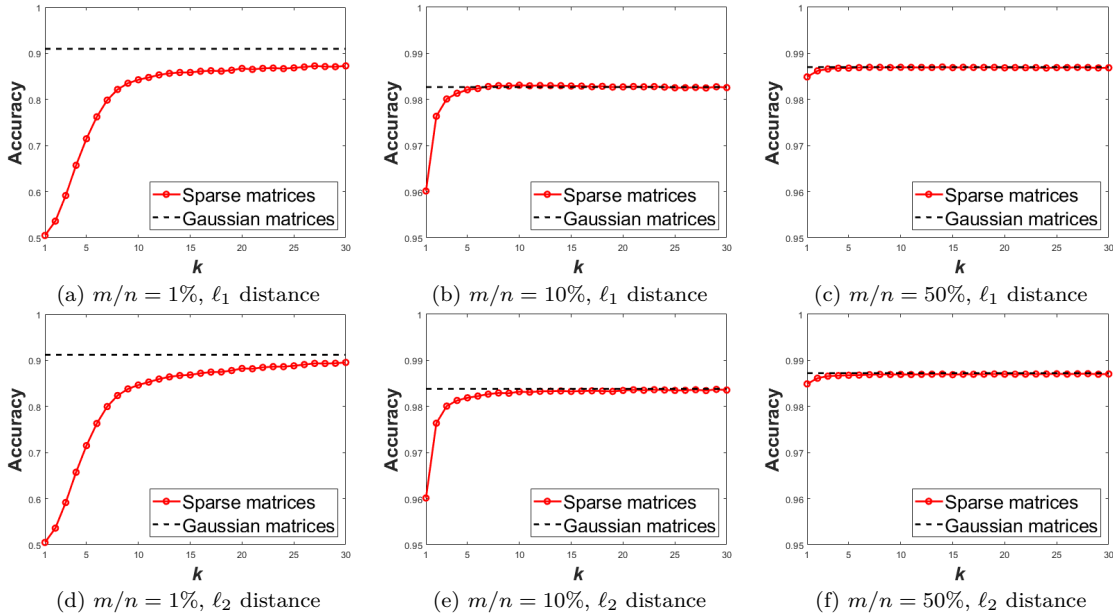 1
0.9
0.8
0.7
0.6
0.5
Accuracy
1 5 10 15 20 25 30
k
Sparse matrices
Gaussian matrices
(a) m/n = 1%, ℓ1 distance
1
0.99
0.98
0.97
0.96
0.95
Accuracy
1 5 10 15 20 25 30
k
Sparse matrices
Gaussian matrices
(b) m/n = 10%, ℓ1 distance
1
0.99
0.98
0.97
0.96
0.95
Accuracy
1 5 10 15 20 25 30
k
Sparse matrices
Gaussian matrices
(c) m/n = 50%, ℓ1 distance
1
0.9
0.8
0.7
0.6
0.5
Accuracy
1 5 10 15 20 25 30
k
Sparse matrices
Gaussian matrices
(d) m/n = 1%, ℓ2 distance
1
0.99
0.98
0.97
0.96
0.95
Accuracy
1 5 10 15 20 25 30
k
Sparse matrices
Gaussian matrices
(e) m/n = 10%, ℓ2 distance
1
0.99
0.98
0.97
0.96
0.95
Accuracy
1 5 10 15 20 25 30
k
Sparse matrices
Gaussian matrices
(f) m/n = 50%, ℓ2 distance